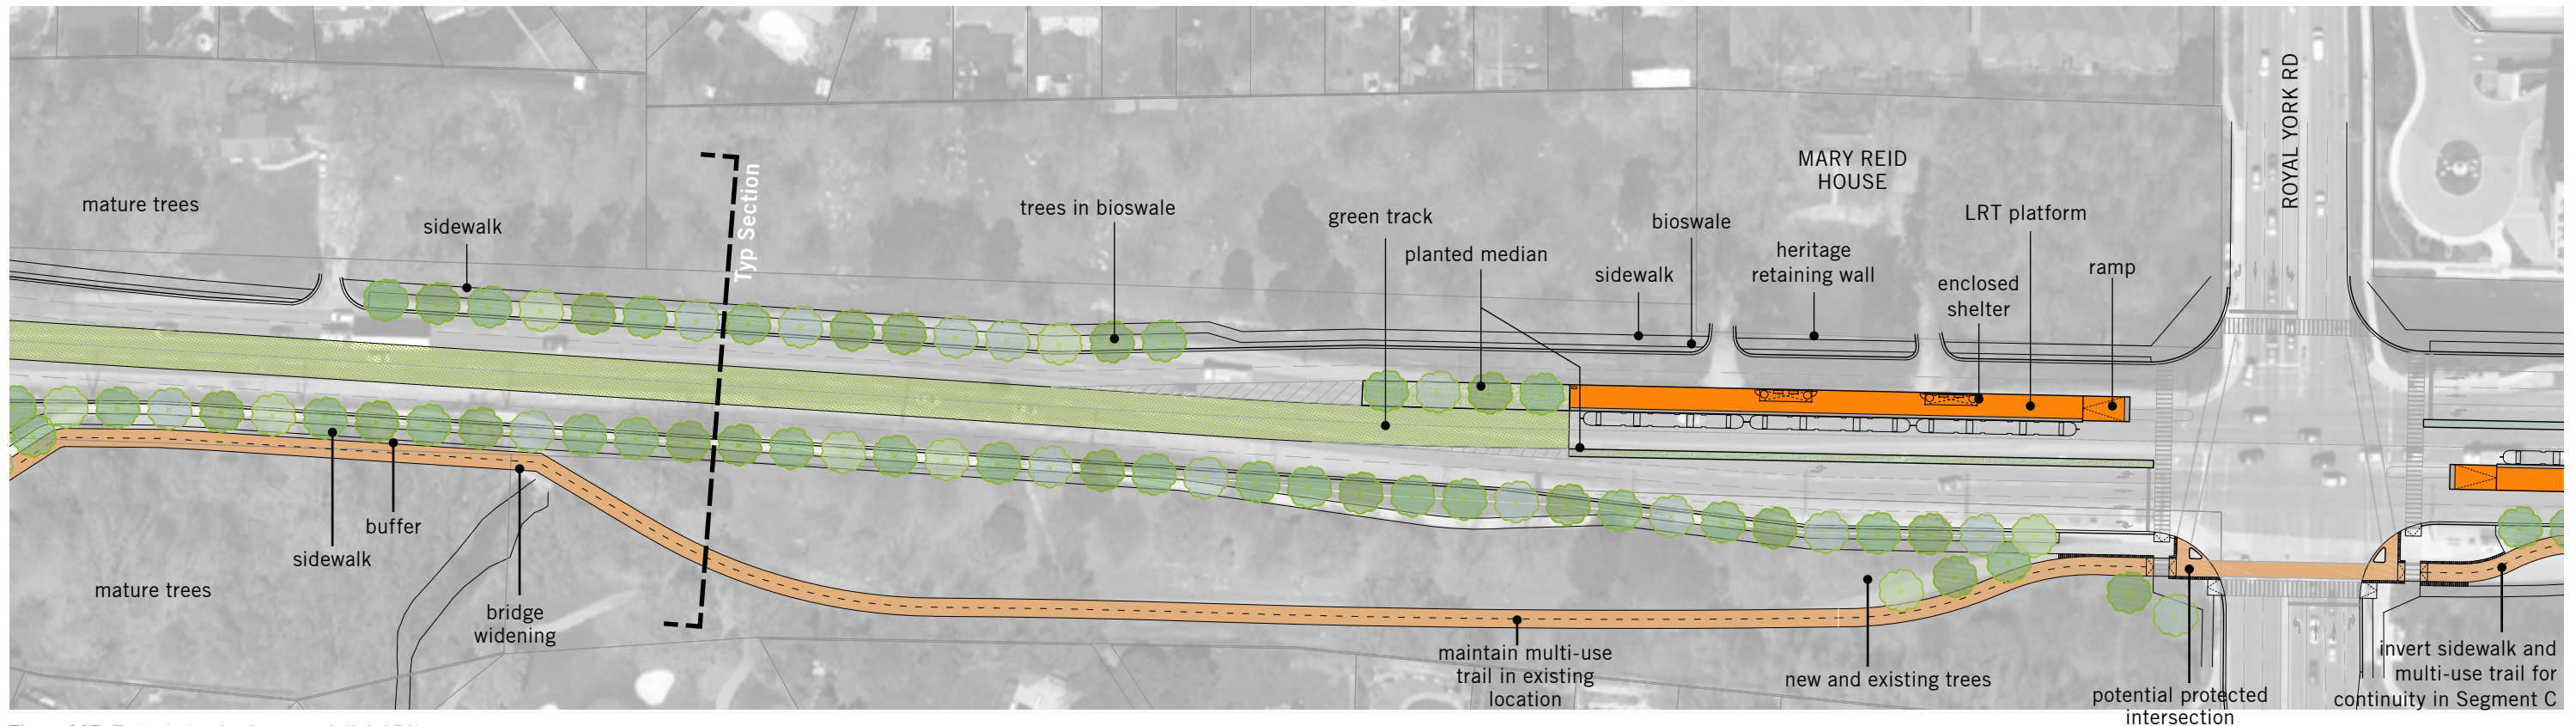 ROYAL YORK RD
MARY REID
HOUSE
mature trees
sidewalk
Typ Section
trees in bioswale
green track
planted median
bioswale
sidewalk
heritage
retaining wall
LRT platform
enclosed
shelter
ramp
buffer
sidewalk
mature trees
bridge
widening
maintain multi-use
trail in existing
location
new and existing trees
potential protected
intersection
invert sidewalk and
multi-use trail for
continuity in Segment C